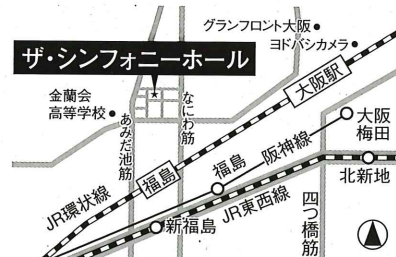 グランフロント大阪
ヨドバシカメラ
ザ・シンフォニーホール
大阪駅
金蘭会
高等学校
なにわ筋
あみだ池筋
大阪
梅田
福島
福島
阪神線
北新地
JR環状線
JR東西線
新福島
四つ橋筋